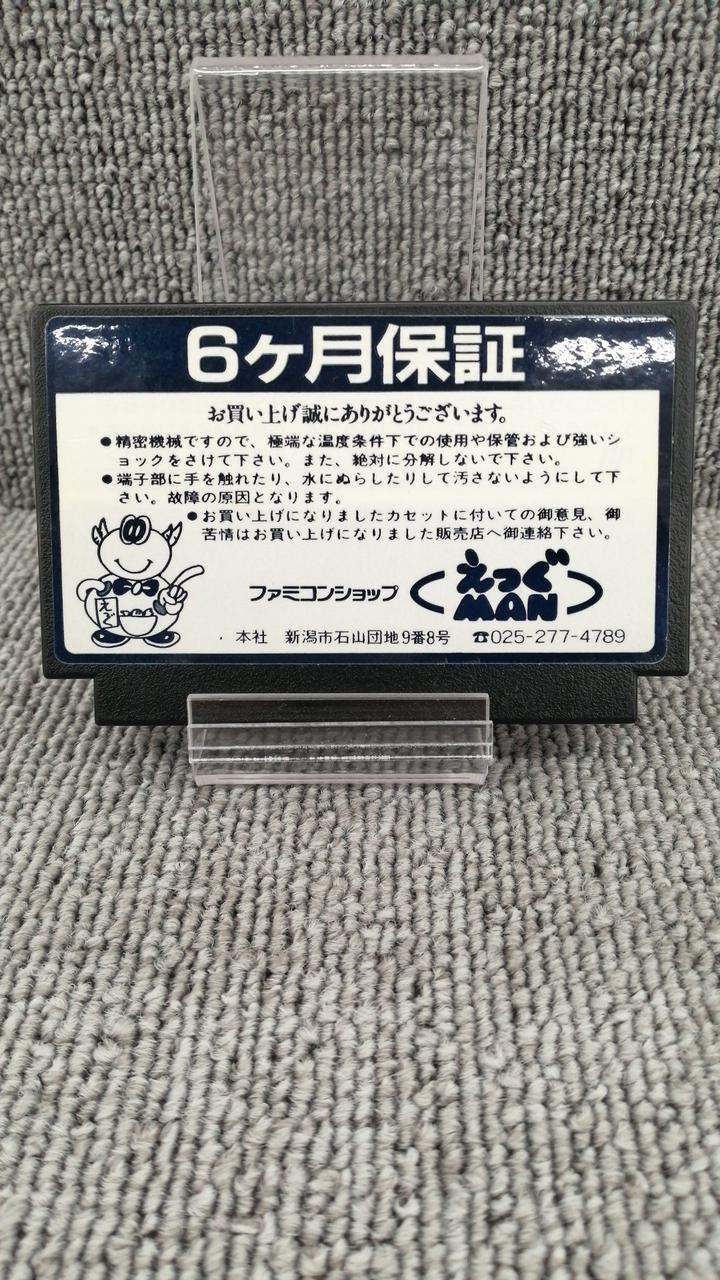 6ヶ月保証
お買い上げ誠にありがとうございます。
●精密機械ですので、極端な温度条件下での使用や保管および強いシ
ョックをさけて下さい。また、絶対に分解しないで下さい。
●端子部に手を触れたり、水にぬらしたりして汚さないようにして下
さい。故障の原因となります。
●お買い上げになりましたカセットに付いての御意見、御
苦情はお買い上げになりました販売店へ御連絡下さい。
えっぐ
ファミコンショップ えっぐMAN
本社 新潟市石山団地9番8号 ☎025-277-4789